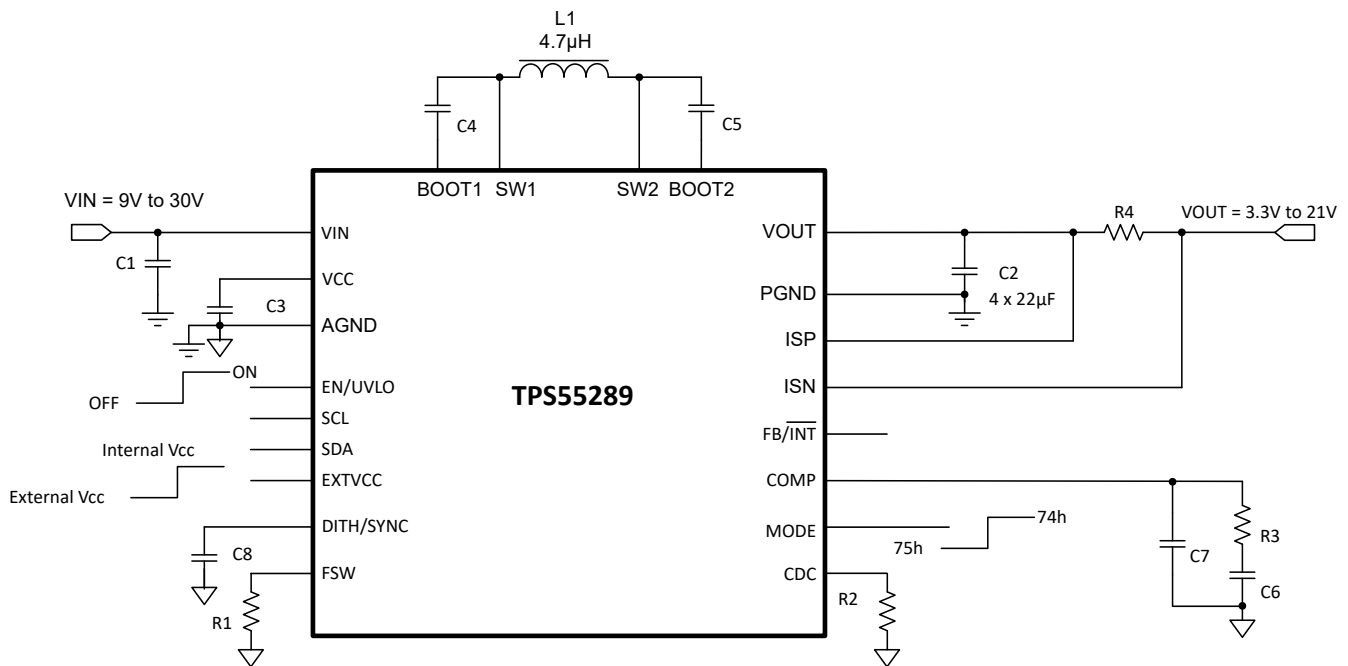 L1
4.7µH
C4
C5
BOOT1 SW1 SW2 BOOT2
VIN = 9V to 30V
C1
VIN
VCC
C3
AGND
OFF
ON
EN/UVLO
SCL
Internal Vcc
SDA
External Vcc
EXTVCC
DITH/SYNC
C8
FSW
R1
TPS55289
VOUT
R4
VOUT = 3.3V to 21V
C2
4 x 22µF
PGND
ISP
ISN
FB/INT
COMP
MODE
74h
75h
CDC
R2
C7
R3
C6